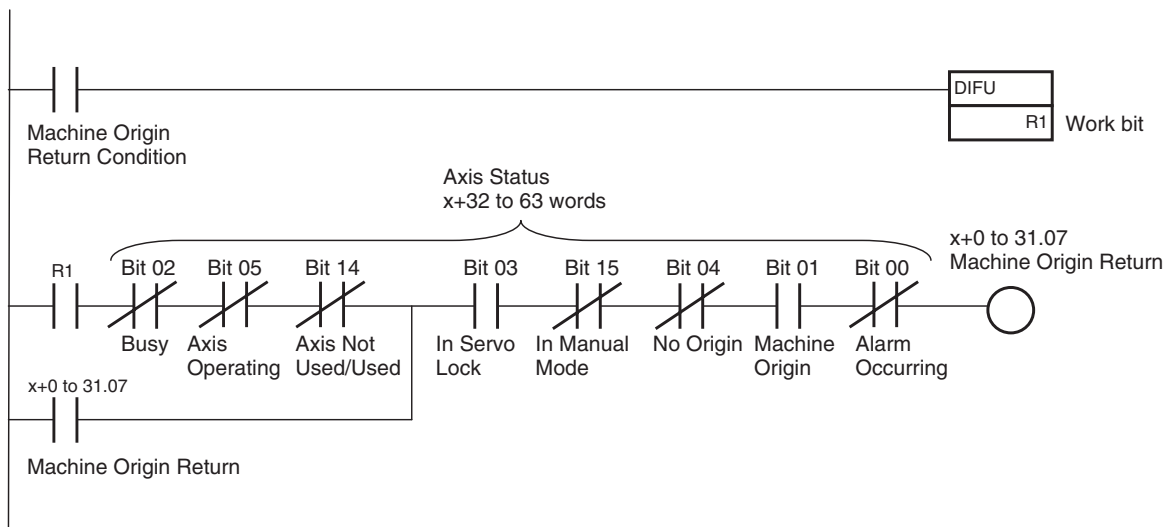 DIFU
R1 Work bit
Machine Origin
Return Condition
Axis Status
x+32 to 63 words
x+0 to 31.07
Machine Origin Return
R1 Bit 02 Bit 05 Bit 14 Bit 03 Bit 15 Bit 04 Bit 01 Bit 00
Busy Axis Axis Not In Servo In Manual No Origin Machine Alarm
Operating Used/Used Lock Mode Origin Occurring
x+0 to 31.07
Machine Origin Return